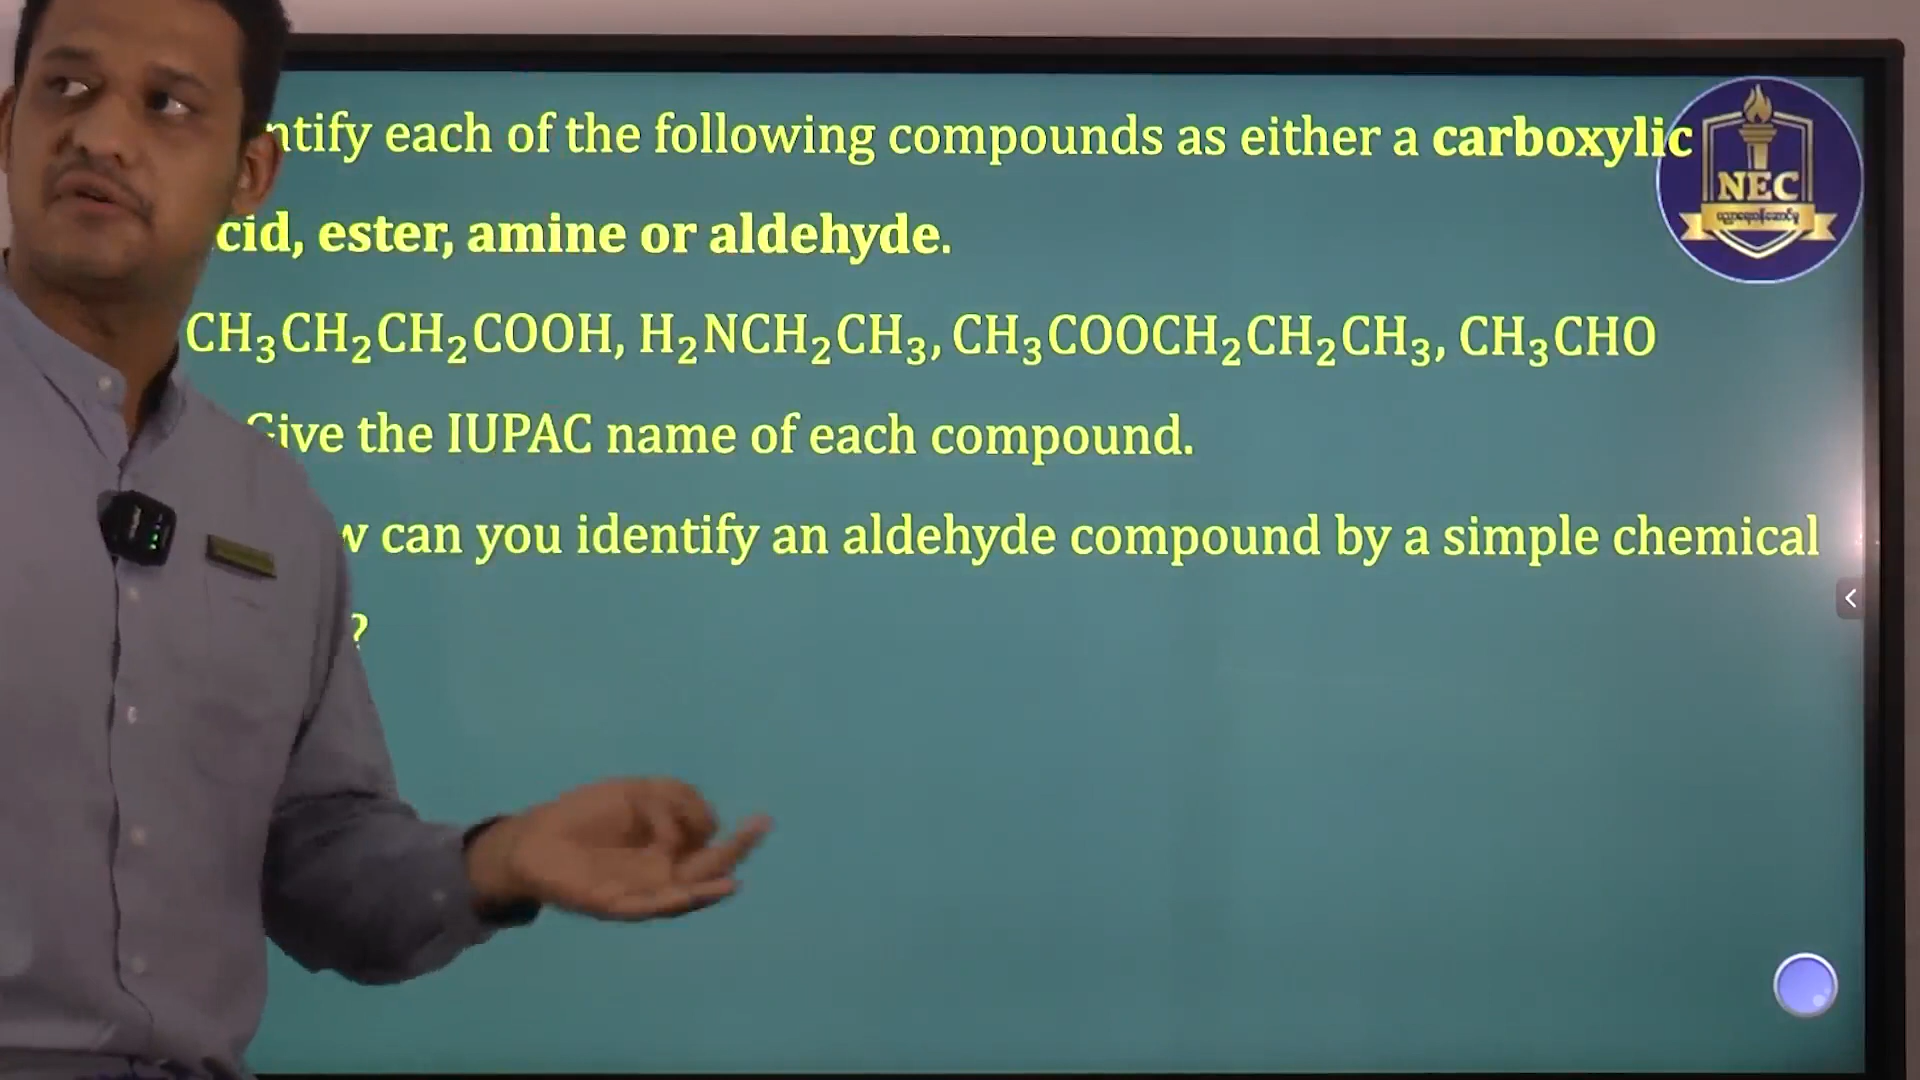 ntify each of the following compounds as either a carboxylic
cid, ester, amine or aldehyde.
CH₃CH₂CH₂COOH, H₂NCH₂CH₃, CH₃COOCH₂CH₂CH₃, CH₃CHO
Give the IUPAC name of each compound.
w can you identify an aldehyde compound by a simple chemical
?
NEC